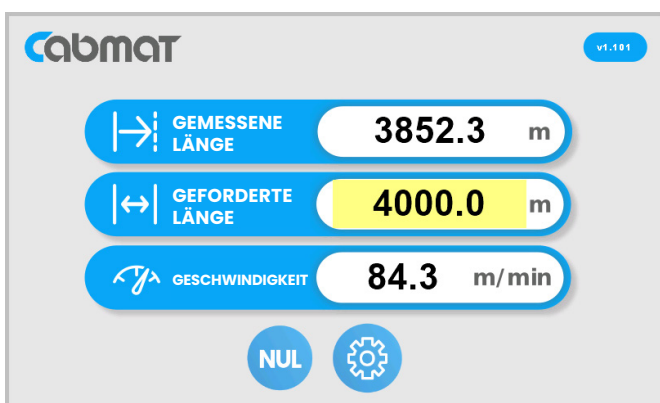 Cabmat
v1.101
GEMESSENE
LÄNGE
3852.3 m
GEFORDERTE
LÄNGE
4000.0 m
GESCHWINDIGKEIT
84.3 m/min
NUL